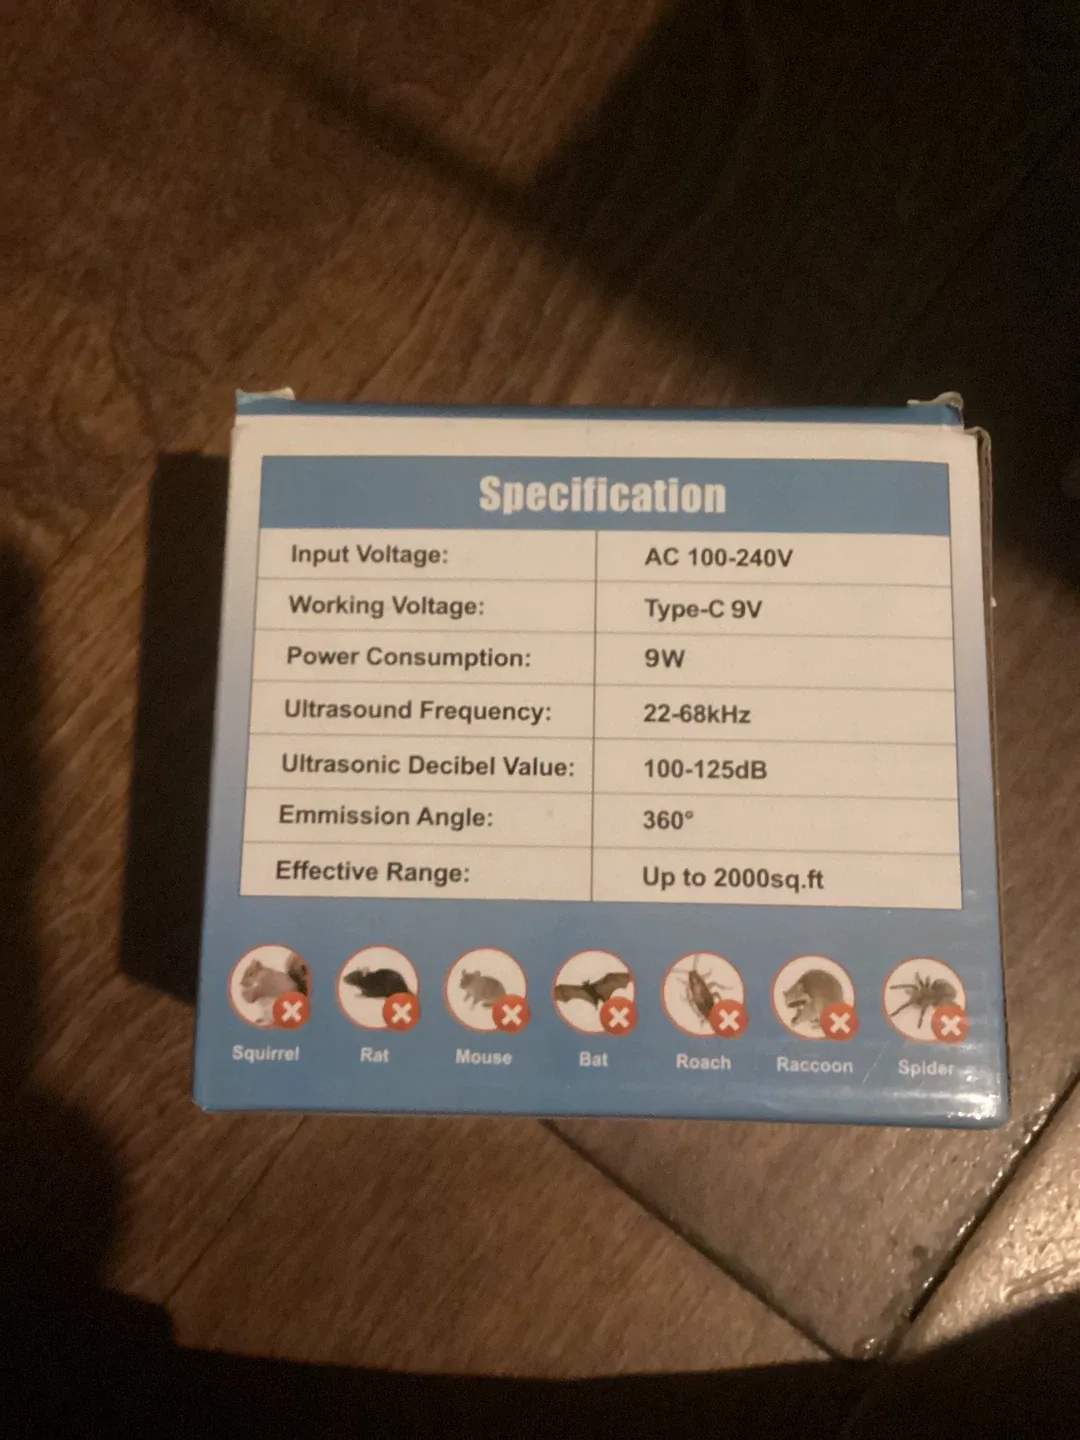 Specification
Input Voltage: AC 100-240V
Working Voltage: Type-C 9V
Power Consumption: 9W
Ultrasound Frequency: 22-68kHz
Ultrasonic Decibel Value: 100-125dB
Emmission Angle: 360°
Effective Range: Up to 2000sq.ft
Squirrel Rat Mouse Bat Roach Raccoon Spider